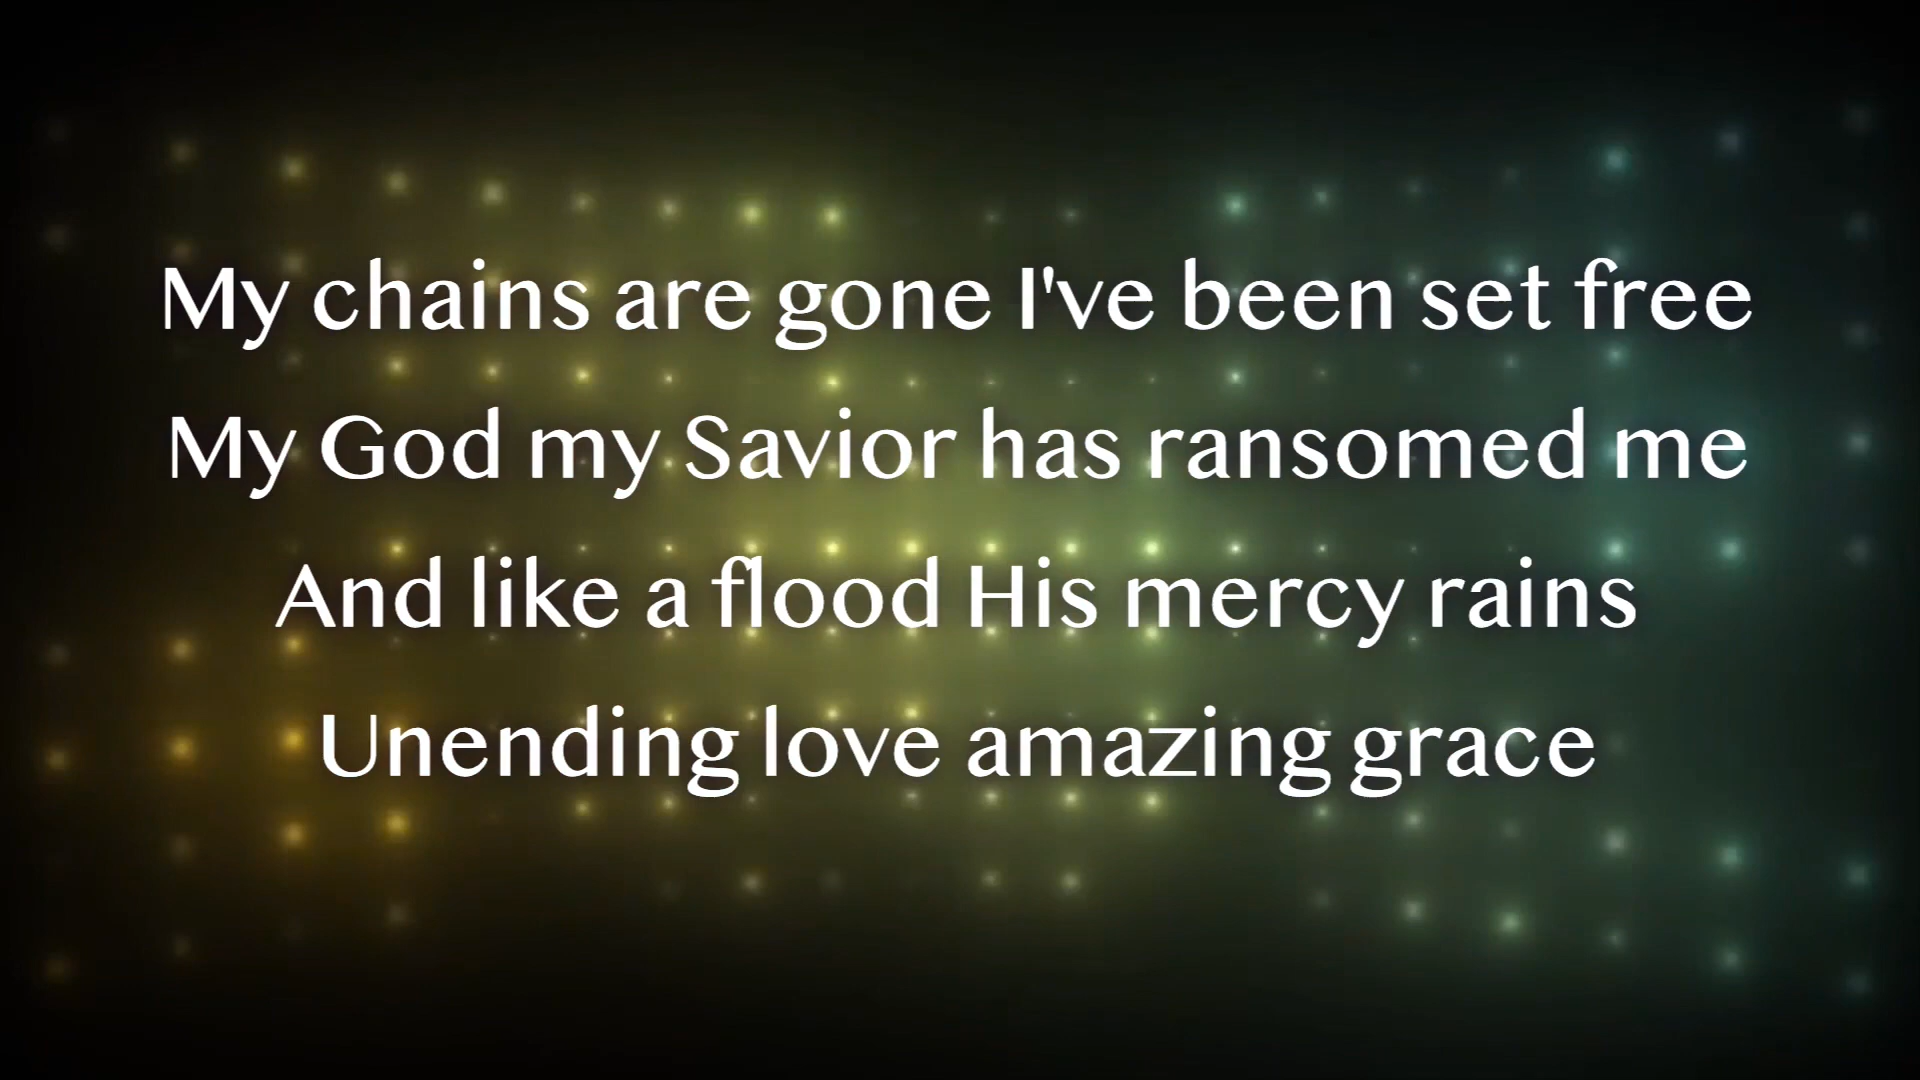 My chains are gone I've been set free
My God my Savior has ransomed me
And like a flood His mercy rains
Unending love amazing grace